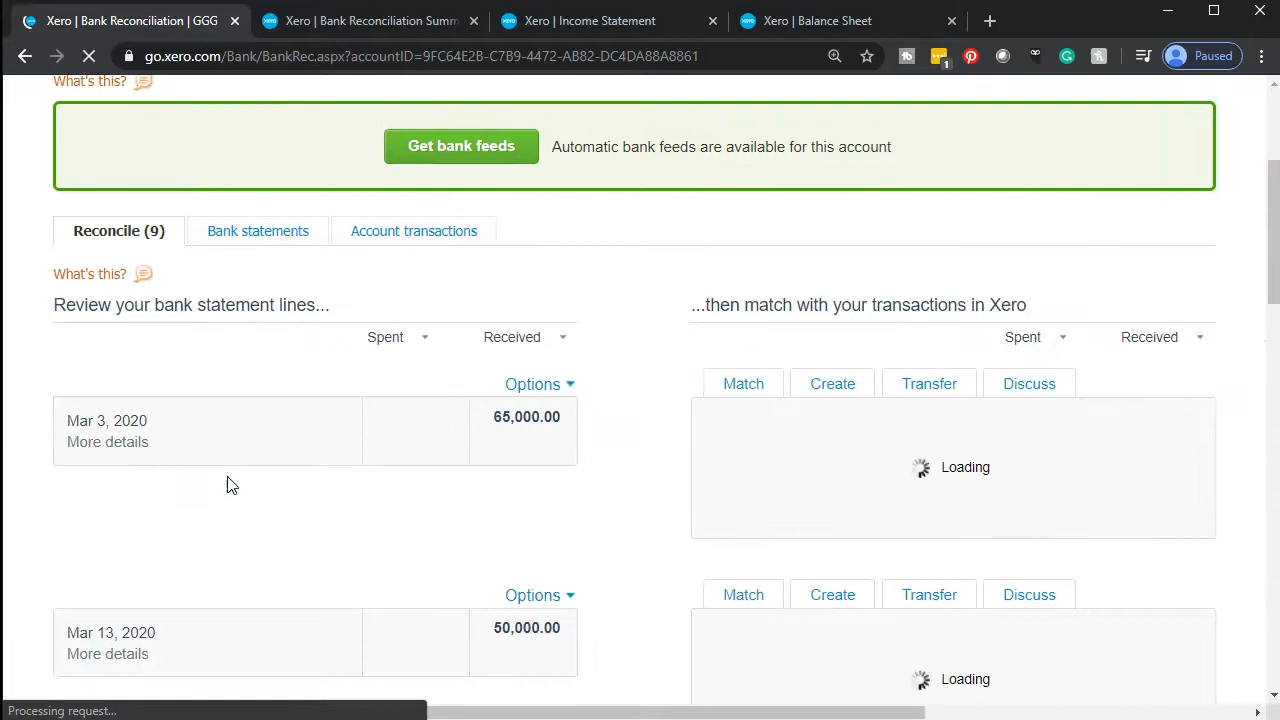 Xero | Bank Reconciliation | GGG
Xero | Bank Reconciliation Summ
Xero | Income Statement
Xero | Balance Sheet
go.xero.com/Bank/BankRec.aspx?accountID=9FC64E2B-C7B9-4472-AB82-DC4DA88A8861
1
Paused
What's this?
Get bank feeds
Automatic bank feeds are available for this account
Reconcile (9)
Bank statements
Account transactions
What's this?
Review your bank statement lines...
...then match with your transactions in Xero
Spent
Received
Spent
Received
Options
Match
Create
Transfer
Discuss
Mar 3, 2020
65,000.00
More details
Loading
Options
Match
Create
Transfer
Discuss
Mar 13, 2020
50,000.00
More details
Loading
Processing request...